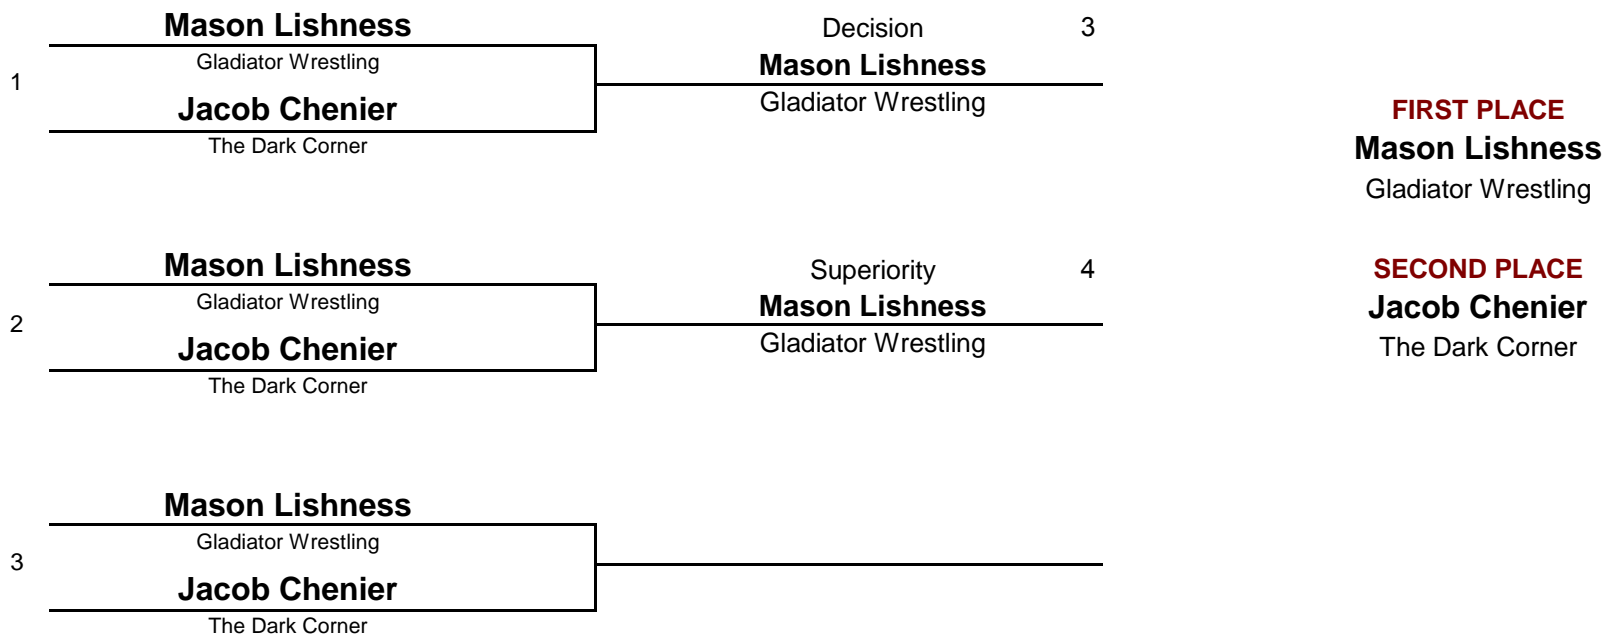 Mason Lishness
Gladiator Wrestling
1
Jacob Chenier
The Dark Corner
Decision 3
Mason Lishness
Gladiator Wrestling
Mason Lishness
Gladiator Wrestling
2
Jacob Chenier
The Dark Corner
Superiority 4
Mason Lishness
Gladiator Wrestling
Mason Lishness
Gladiator Wrestling
3
Jacob Chenier
The Dark Corner
FIRST PLACE
Mason Lishness
Gladiator Wrestling
SECOND PLACE
Jacob Chenier
The Dark Corner